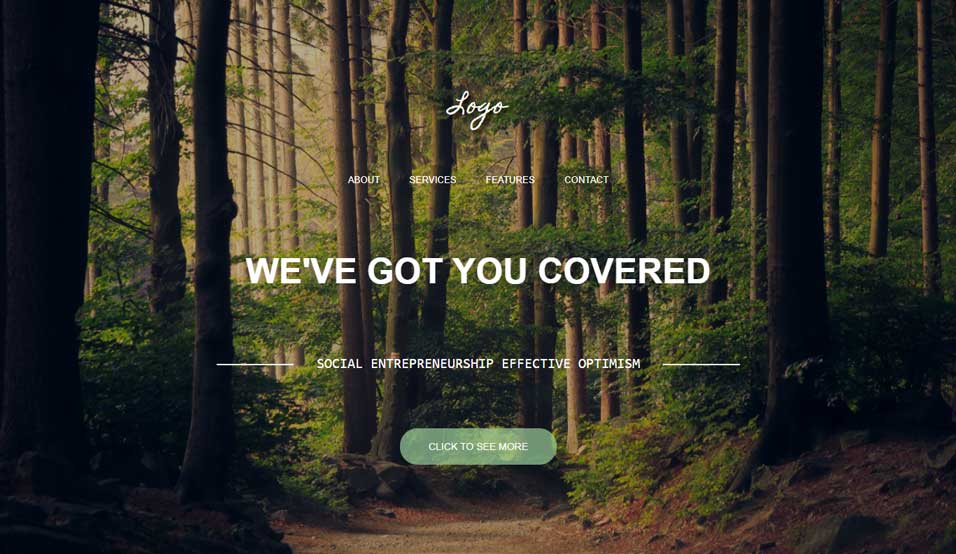 Logo
ABOUT SERVICES FEATURES CONTACT
WE'VE GOT YOU COVERED
SOCIAL ENTREPRENEURSHIP EFFECTIVE OPTIMISM
CLICK TO SEE MORE